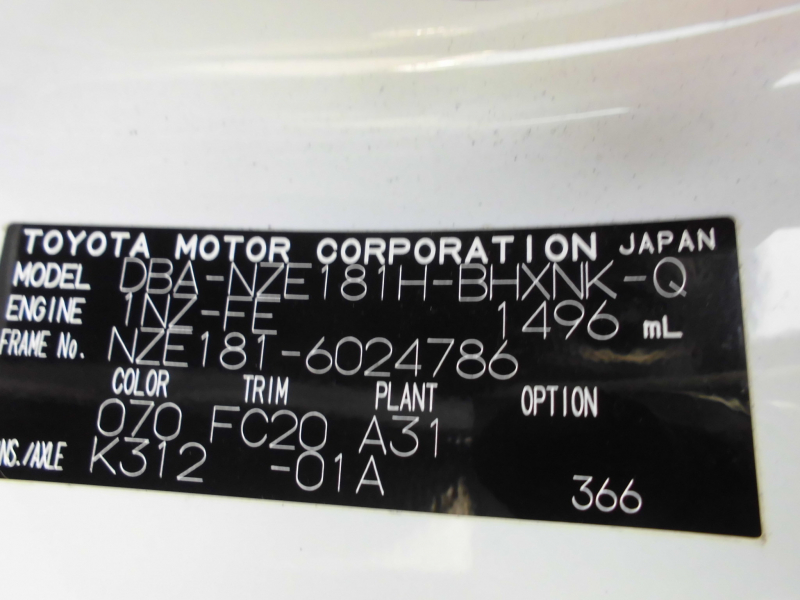 TOYOTA MOTOR CORPORATION JAPAN
MODEL DBA-NZE181H-BHXNK-Q
ENGINE 1NZ-FE 1496 mL
FRAME No. NZE181-6024786
COLOR TRIM PLANT OPTION
070 FC20 A31
NS./AXLE K312 -01A
366